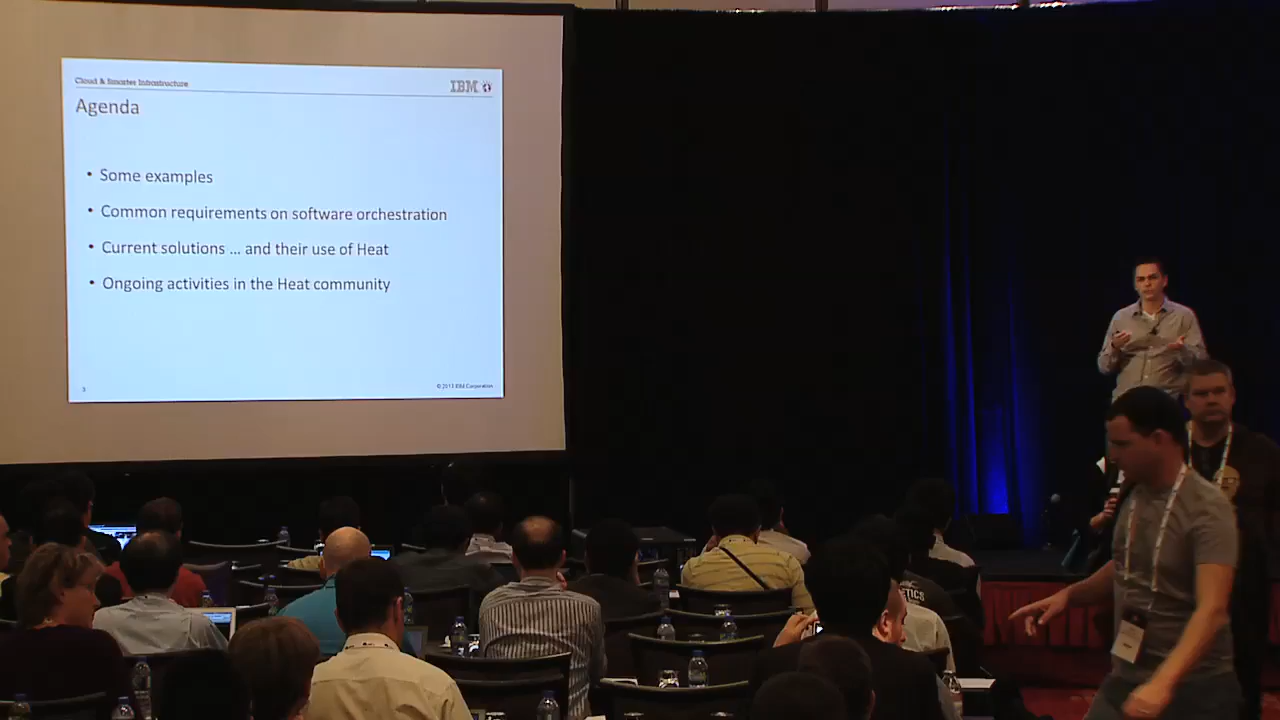 Cloud & Smarter Infrastructure
IBM
Agenda
• Some examples
• Common requirements on software orchestration
• Current solutions ... and their use of Heat
• Ongoing activities in the Heat community
3
© 2013 IBM Corporation